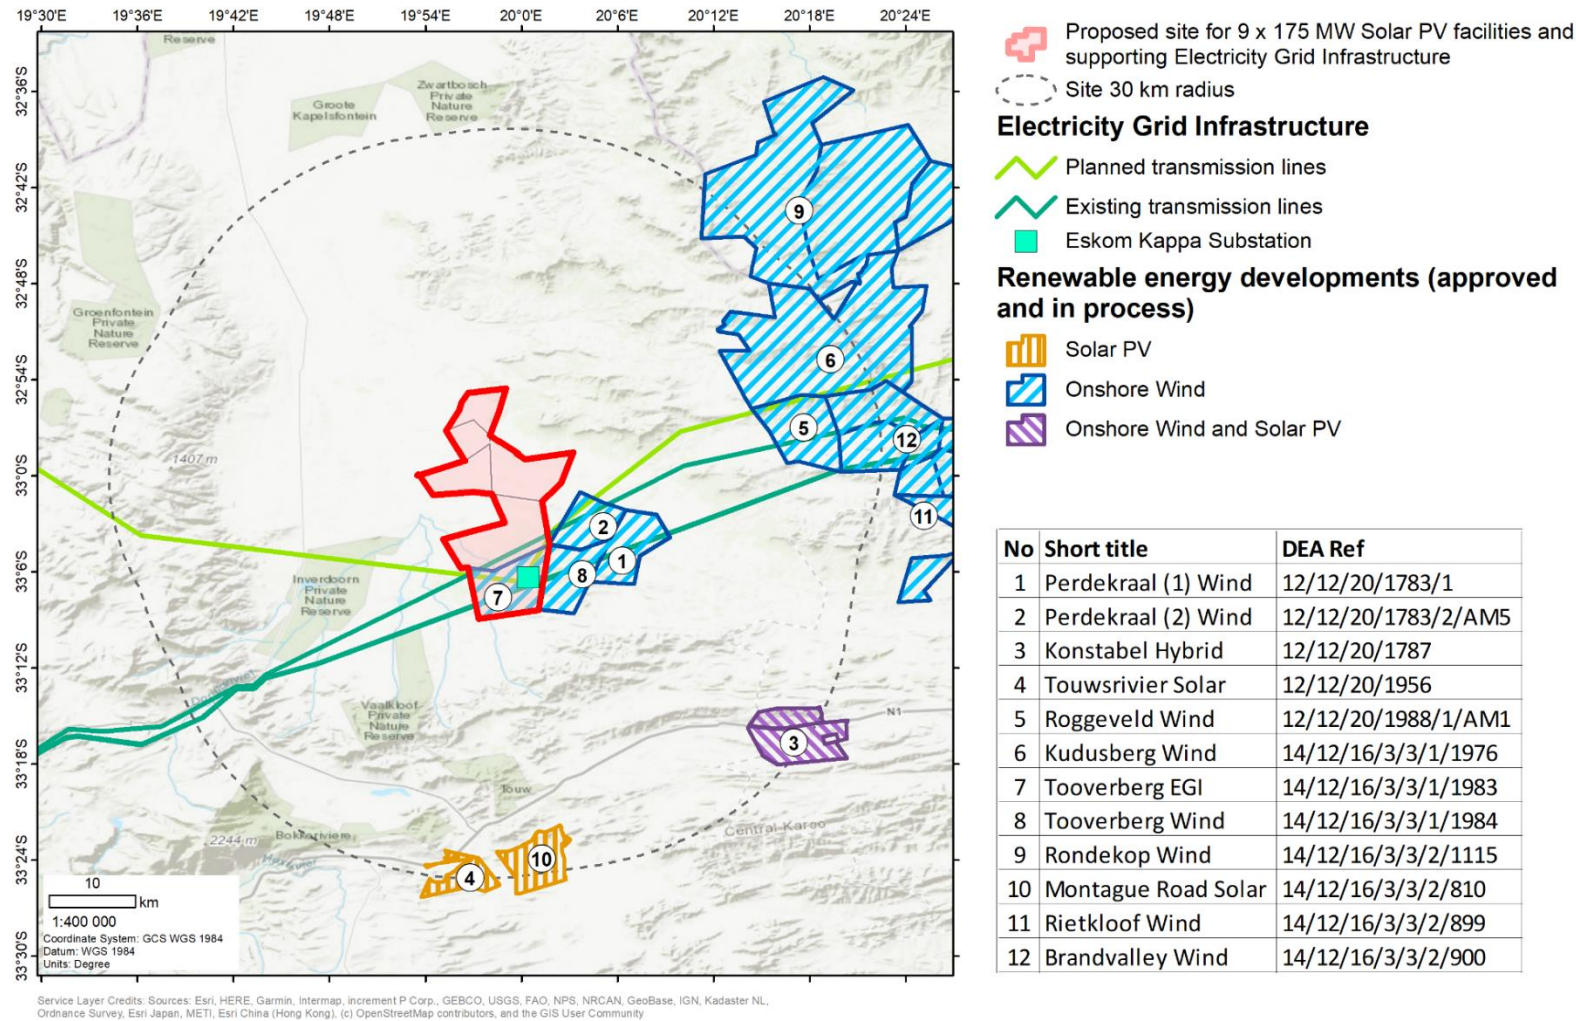 19°30'E 19°36'E 19°42'E 19°48'E 19°54'E 20°0'E 20°6'E 20°12'E 20°18'E 20°24'E
32°36'S
32°42'S
32°48'S
32°54'S
33°0'S
33°6'S
33°12'S
33°18'S
33°24'S
33°30'S
Reserve
Groote
Kapelsfontein
Zwartbosch
Private
Nature
Reserve
Groenfontein
Private
Nature
Reserve
1407 m
Inverdoorn
Private
Nature
Reserve
Vaalkloof
Private
Nature
Reserve
Touw
Bokkeriviere
2244 m
Central Karoo
N1
9
6
5
12
11
2
1
8
7
3
10
4
10
km
1:400 000
Coordinate System: GCS WGS 1984
Datum: WGS 1984
Units: Degree
Service Layer Credits: Sources: Esri, HERE, Garmin, Intermap, increment P Corp., GEBCO, USGS, FAO, NPS, NRCAN, GeoBase, IGN, Kadaster NL,
Ordnance Survey, Esri Japan, METI, Esri China (Hong Kong), (c) OpenStreetMap contributors, and the GIS User Community
Proposed site for 9 x 175 MW Solar PV facilities and
supporting Electricity Grid Infrastructure
Site 30 km radius
Electricity Grid Infrastructure
Planned transmission lines
Existing transmission lines
Eskom Kappa Substation
Renewable energy developments (approved
and in process)
Solar PV
Onshore Wind
Onshore Wind and Solar PV
No Short title DEA Ref
1 Perdekraal (1) Wind 12/12/20/1783/1
2 Perdekraal (2) Wind 12/12/20/1783/2/AM5
3 Konstabel Hybrid 12/12/20/1787
4 Touwsrivier Solar 12/12/20/1956
5 Roggeveld Wind 12/12/20/1988/1/AM1
6 Kudusberg Wind 14/12/16/3/3/1/1976
7 Tooverberg EGI 14/12/16/3/3/1/1983
8 Tooverberg Wind 14/12/16/3/3/1/1984
9 Rondekop Wind 14/12/16/3/3/2/1115
10 Montague Road Solar 14/12/16/3/3/2/810
11 Rietkloof Wind 14/12/16/3/3/2/899
12 Brandvalley Wind 14/12/16/3/3/2/900